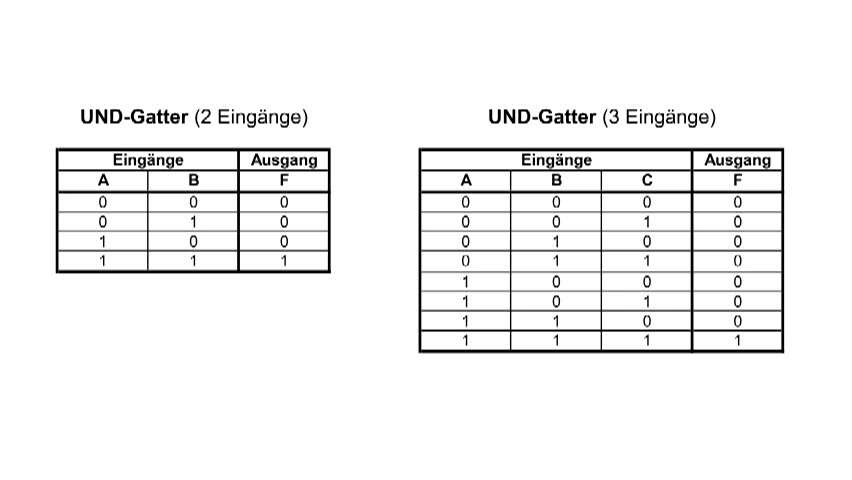 UND-Gatter (2 Eingänge)
Eingänge Ausgang
A B F
0 0 0
0 1 0
1 0 0
1 1 1
UND-Gatter (3 Eingänge)
Eingänge Ausgang
A B C F
0 0 0 0
0 0 1 0
0 1 0 0
0 1 1 0
1 0 0 0
1 0 1 0
1 1 0 0
1 1 1 1